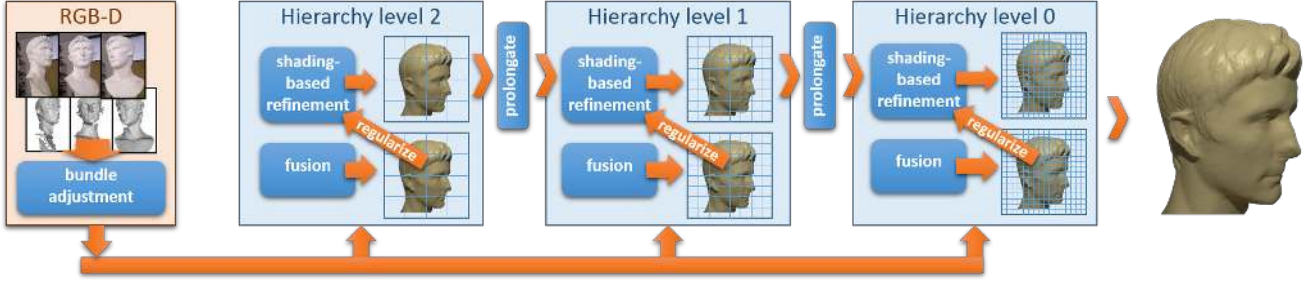 RGB-D
bundle
adjustment
Hierarchy level 2
shading-
based
refinement
regularize
fusion
prolongate
Hierarchy level 1
shading-
based
refinement
regularize
fusion
prolongate
Hierarchy level 0
shading-
based
refinement
regularize
fusion